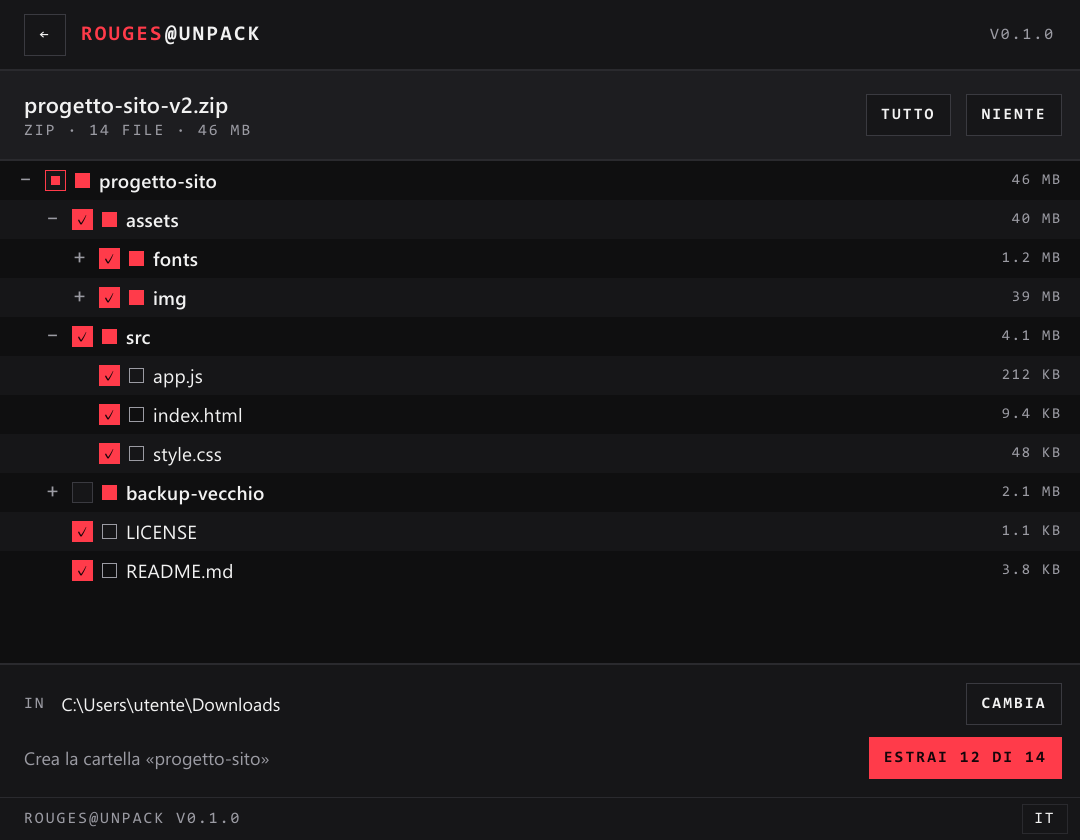 ← ROUGES@UNPACK V0.1.0
progetto-sito-v2.zip
ZIP · 14 FILE · 46 MB
TUTTO NIENTE
− progetto-sito 46 MB
− ✓ assets 40 MB
+ ✓ fonts 1.2 MB
+ ✓ img 39 MB
− ✓ src 4.1 MB
✓ app.js 212 KB
✓ index.html 9.4 KB
✓ style.css 48 KB
+ backup-vecchio 2.1 MB
✓ LICENSE 1.1 KB
✓ README.md 3.8 KB
IN C:\Users\utente\Downloads CAMBIA
Crea la cartella «progetto-sito» ESTRAI 12 DI 14
ROUGES@UNPACK V0.1.0 IT